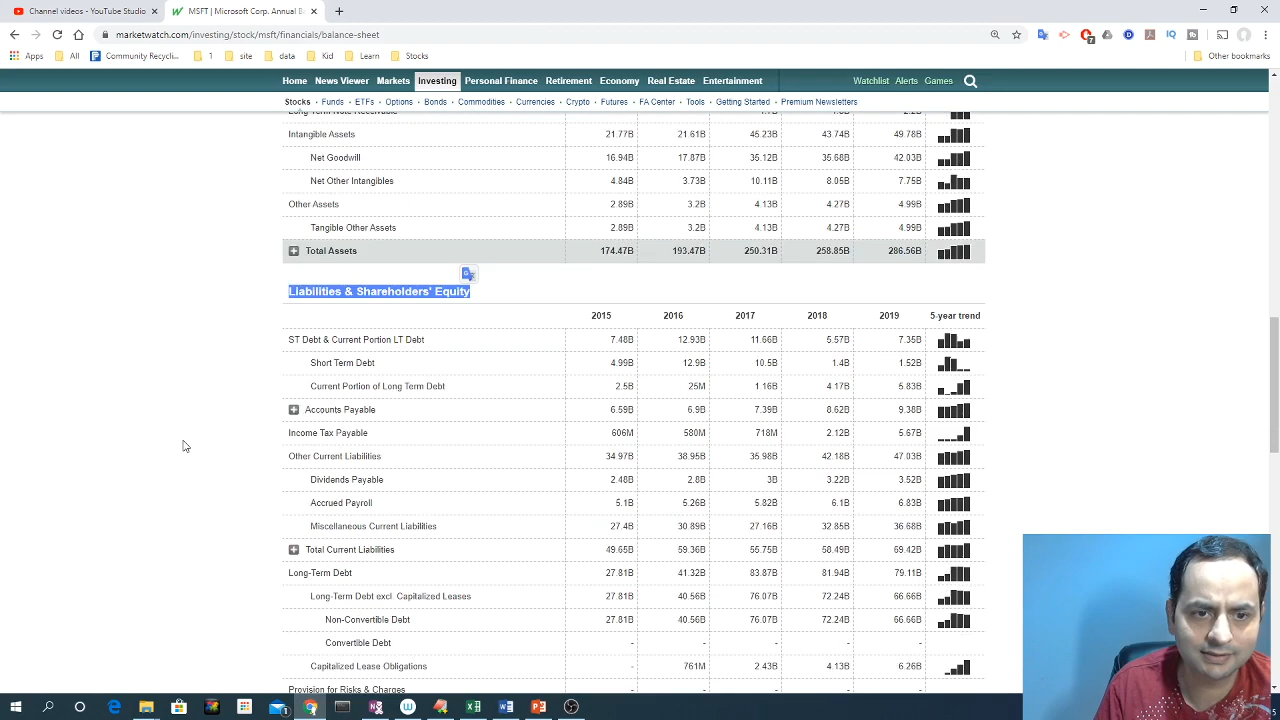 Channel videos - YouTube Studio
MSFT | Microsoft Corp. Annual B
marketwatch.com/investing/stock/msft/financials/balance-sheet
7
Apps All Community Recycli... 1 site data Kid Learn Stocks Other bookmarks
Home News Viewer Markets Investing Personal Finance Retirement Economy Real Estate Entertainment Watchlist Alerts Games
Stocks · Funds · ETFs · Options · Bonds · Commodities · Currencies · Crypto · Futures · FA Center · Tools · Getting Started · Premium Newsletters
Long-Term Note Receivable
Intangible Assets 21.77B 21.61B 45.23B 43.74B 49.78B
Net Goodwill 16.94B 17.87B 35.12B 35.68B 42.03B
Net Other Intangibles 4.84B 3.73B 10.11B 8.05B 7.75B
Other Assets 2.89B 3.2B 4.13B 4.27B 4.99B
Tangible Other Assets 2.89B 3.2B 4.13B 4.27B 4.99B
Total Assets 174.47B 193.47B 250.31B 258.85B 286.56B
Liabilities & Shareholders' Equity
2015 2016 2017 2018 2019 5-year trend
ST Debt & Current Portion LT Debt 7.48B 12.93B 11.66B 5.57B 7.35B
Short Term Debt 4.99B 12.9B 10.5B 1.4B 1.52B
Current Portion of Long Term Debt 2.5B 25M 1.16B 4.17B 5.83B
Accounts Payable 6.59B 6.9B 7.39B 8.62B 9.38B
Income Tax Payable 606M 580M 718M 2.12B 5.67B
Other Current Liabilities 34.97B 38.95B 35.98B 42.18B 47.03B
Dividends Payable 2.48B 2.8B 3B 3.22B 3.52B
Accrued Payroll 5.1B 5.26B 5.82B 6.1B 6.83B
Miscellaneous Current Liabilities 27.4B 30.89B 27.16B 32.85B 36.68B
Total Current Liabilities 49.65B 59.36B 55.75B 58.49B 69.42B
Long-Term Debt 27.81B 41.32B 83.87B 81.94B 79.11B
Long-Term Debt excl. Capitalized Leases 27.81B 40.56B 76.07B 72.24B 66.66B
Non-Convertible Debt 27.81B 40.56B 76.07B 72.24B 66.66B
Convertible Debt - - - - -
Capitalized Lease Obligations - 761M 2.43B 4.13B 6.26B
Provision for Risks & Charges - - - - -